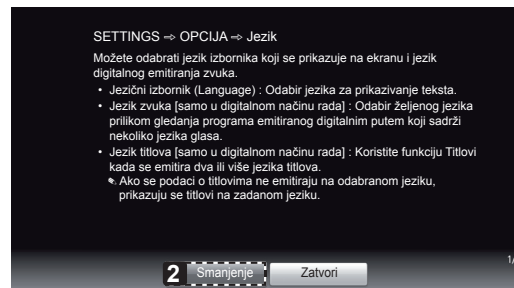 SETTINGS ⇨ OPCIJA ⇨ Jezik
Možete odabrati jezik izbornika koji se prikazuje na ekranu i jezik
digitalnog emitiranja zvuka.
• Jezični izbornik (Language) : Odabir jezika za prikazivanje teksta.
• Jezik zvuka [samo u digitalnom načinu rada] : Odabir željenog jezika
prilikom gledanja programa emitiranog digitalnim putem koji sadrži
nekoliko jezika glasa.
• Jezik titlova [samo u digitalnom načinu rada] : Koristite funkciju Titlovi
kada se emitira dva ili više jezika titlova.
✎ Ako se podaci o titlovima ne emitiraju na odabranom jeziku,
prikazuju se titlovi na zadanom jeziku.
1/
2 Smanjenje Zatvori